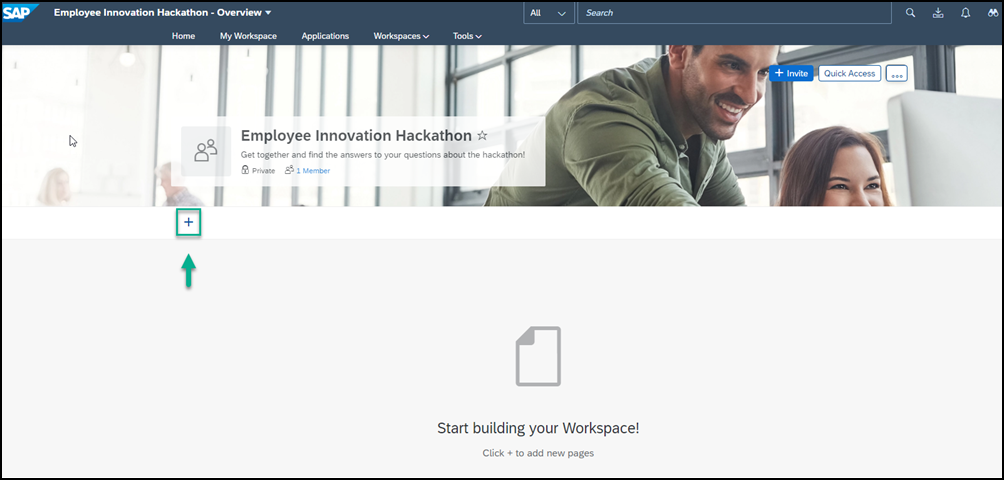 SAP Employee Innovation Hackathon - Overview All Search
Home My Workspace Applications Workspaces Tools
+ Invite Quick Access ...
Employee Innovation Hackathon
Get together and find the answers to your questions about the hackathon!
Private 1 Member
+
Start building your Workspace!
Click + to add new pages